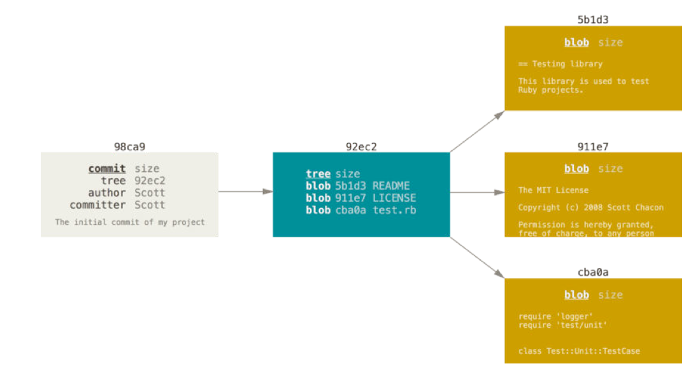 98ca9
commit size
tree 92ec2
author Scott
committer Scott
The initial commit of my project
92ec2
tree size
blob 5b1d3 README
blob 911e7 LICENSE
blob cba0a test.rb
5b1d3
blob size
== Testing library
This library is used to test
Ruby projects.
911e7
blob size
The MIT License
Copyright (c) 2008 Scott Chacon
Permission is hereby granted,
free of charge, to any person
cba0a
blob size
require 'logger'
require 'test/unit'
class Test::Unit::TestCase